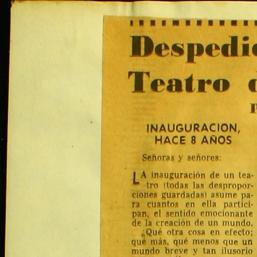 Despedi
Teatro
INAUGURACION,
HACE 8 AÑOS
Señoras y señores:
LA inauguración de un tea-
tro (todas las despropor-
ciones guardadas) asume pa-
ra cuantos en ella partici-
pan, el sentido emocionante
de la creación de un mundo.
¿Qué otra cosa en efecto;
qué más, qué menos que un
mundo breve y tan ilusorio